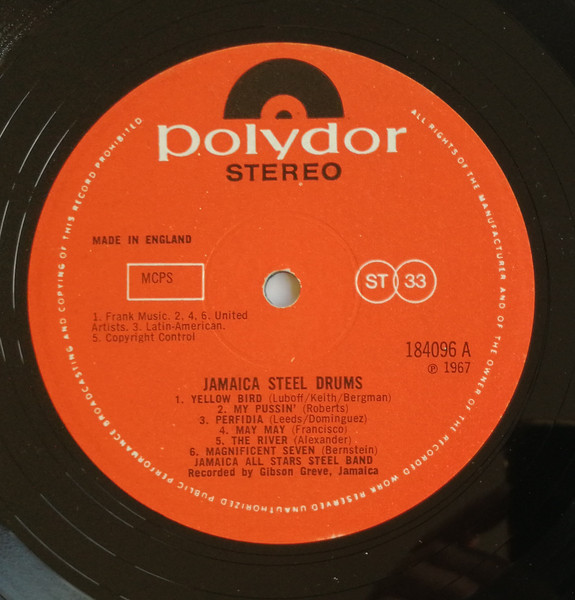 polydor
STEREO
MADE IN ENGLAND
MCPS
ST 33
1. Frank Music. 2, 4, 6. United
Artists. 3. Latin-American.
5. Copyright Control
184096 A
℗ 1967
JAMAICA STEEL DRUMS
1. YELLOW BIRD (Luboff/Keith/Bergman)
2. MY PUSSIN' (Roberts)
3. PERFIDIA (Leeds/Dominguez)
4. MAY MAY (Francisco)
5. THE RIVER (Alexander)
6. MAGNIFICENT SEVEN (Bernstein)
JAMAICA ALL STARS STEEL BAND
Recorded by Gibson Greve, Jamaica
ALL RIGHTS OF THE MANUFACTURER AND OF THE OWNER OF THE RECORDED WORK RESERVED UNAUTHORIZED PUBLIC PERFORMANCE BROADCASTING AND COPYING OF THIS RECORD PROHIBITED